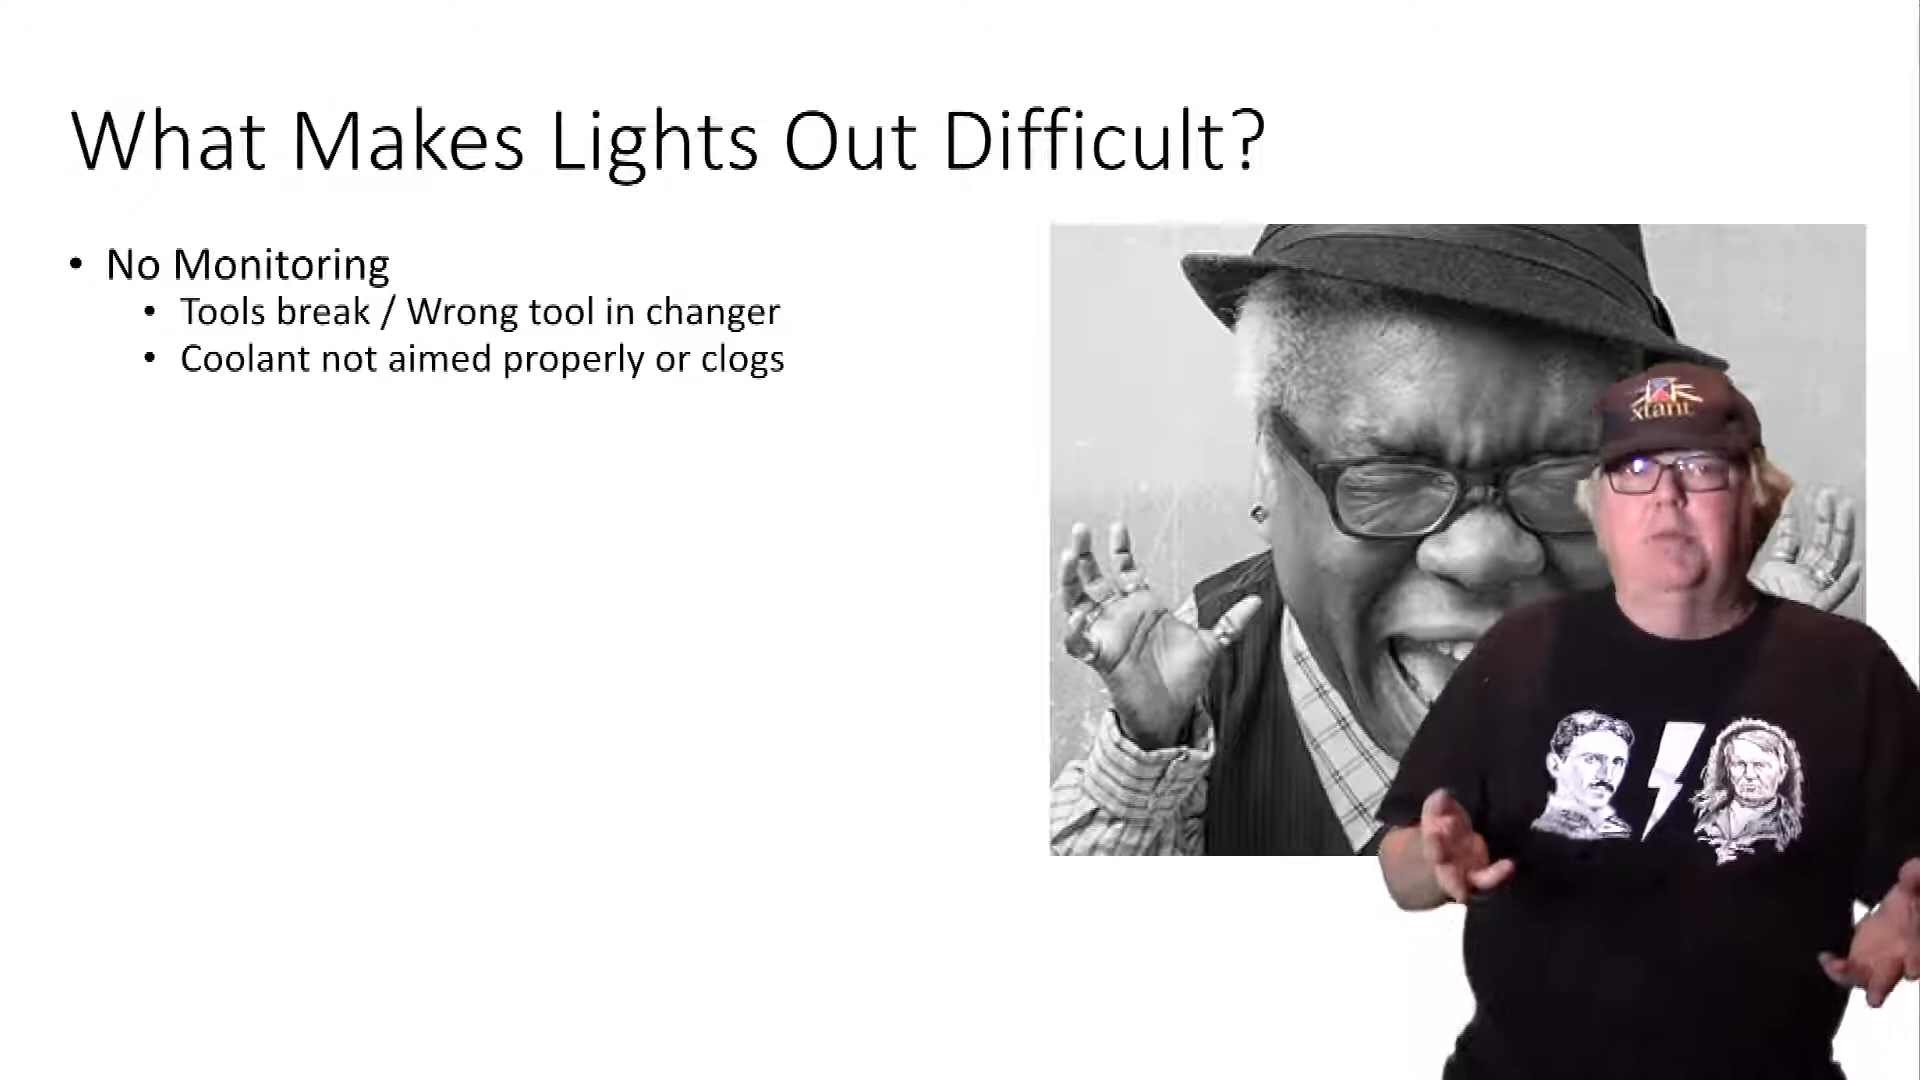 What Makes Lights Out Difficult?
• No Monitoring
• Tools break / Wrong tool in changer
• Coolant not aimed properly or clogs
xtant